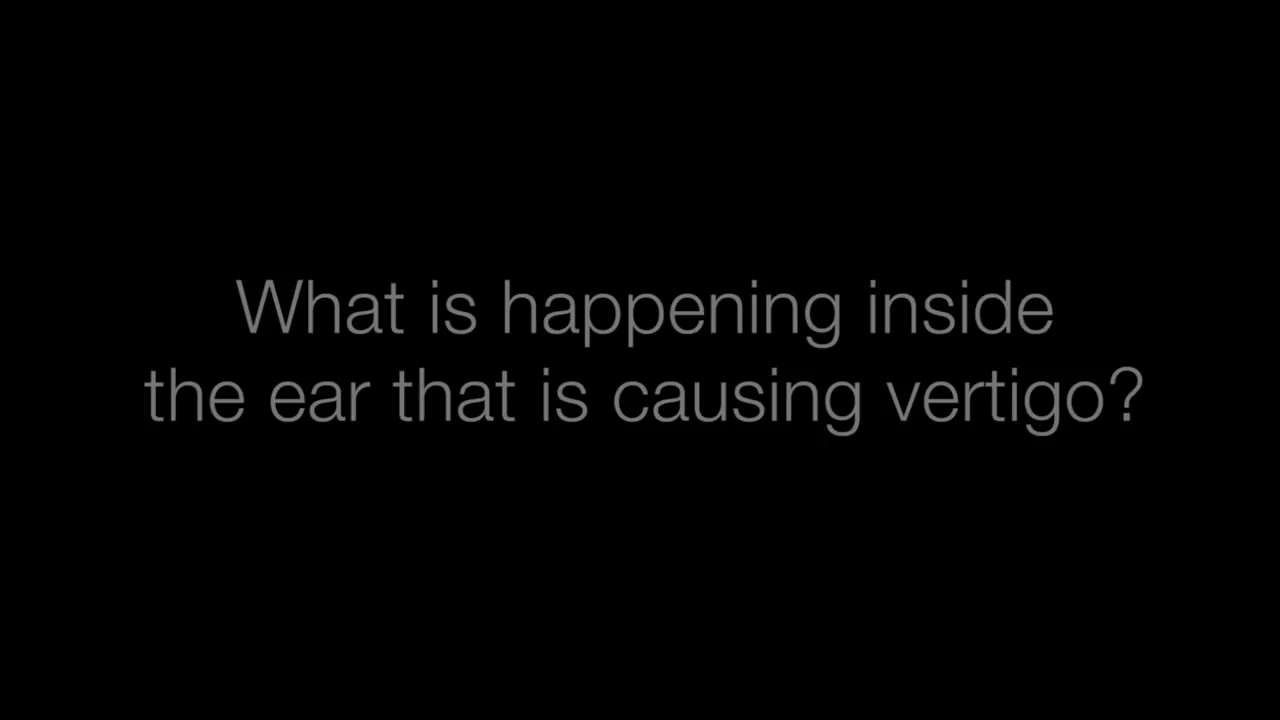 What is happening inside
the ear that is causing vertigo?